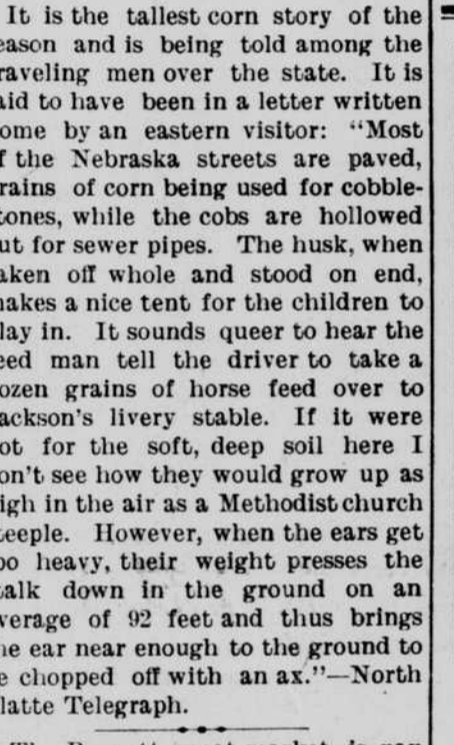 It is the tallest corn story of the
eason and is being told among the
raveling men over the state. It is
aid to have been in a letter written
ome by an eastern visitor: "Most
f the Nebraska streets are paved,
rains of corn being used for cobble-
tones, while the cobs are hollowed
ut for sewer pipes. The husk, when
aken off whole and stood on end,
nakes a nice tent for the children to
lay in. It sounds queer to hear the
eed man tell the driver to take a
ozen grains of horse feed over to
ackson's livery stable. If it were
ot for the soft, deep soil here I
on't see how they would grow up as
igh in the air as a Methodist church
teeple. However, when the ears get
oo heavy, their weight presses the
talk down in the ground on an
verage of 92 feet and thus brings
he ear near enough to the ground to
e chopped off with an ax."—North
latte Telegraph.